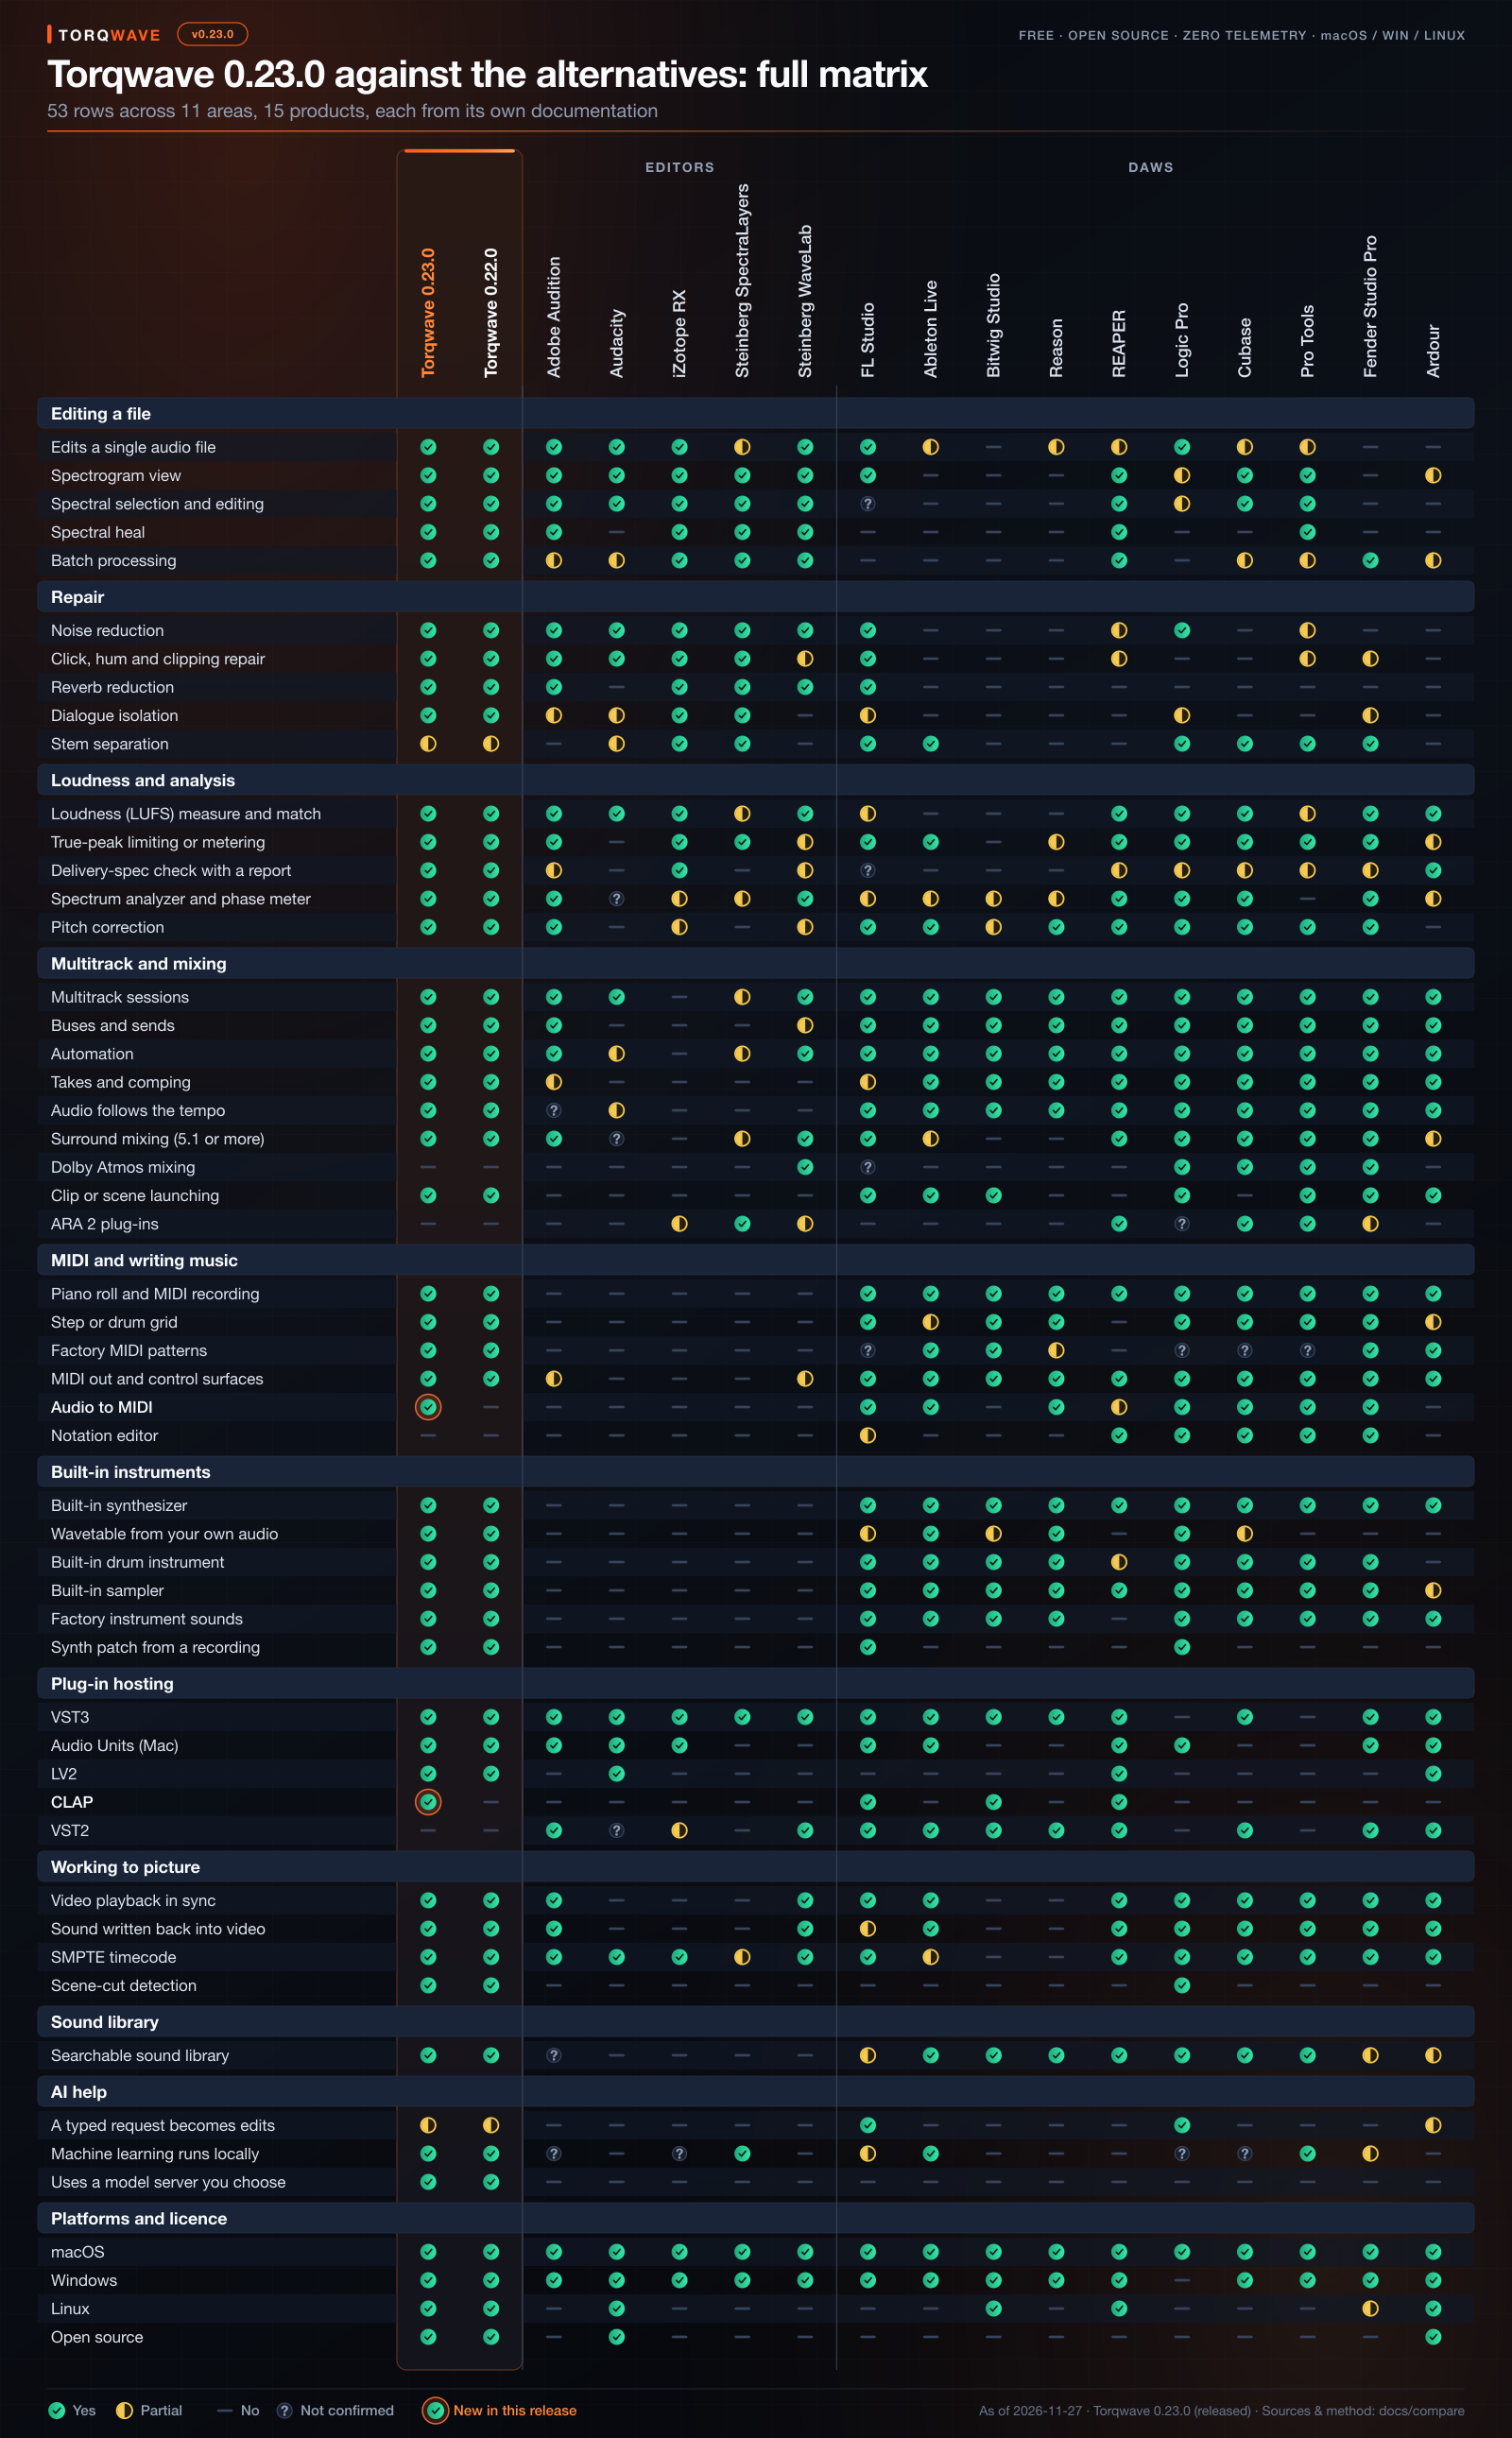 TORQWAVE v0.23.0
FREE · OPEN SOURCE · ZERO TELEMETRY · macOS / WIN / LINUX
Torqwave 0.23.0 against the alternatives: full matrix
53 rows across 11 areas, 15 products, each from its own documentation
EDITORS
DAWS
Torqwave 0.23.0
Torqwave 0.22.0
Adobe Audition
Audacity
iZotope RX
Steinberg SpectraLayers
Steinberg WaveLab
FL Studio
Ableton Live
Bitwig Studio
Reason
REAPER
Logic Pro
Cubase
Pro Tools
Fender Studio Pro
Ardour
Editing a file
Edits a single audio file
Spectrogram view
Spectral selection and editing
?
Spectral heal
Batch processing
Repair
Noise reduction
Click, hum and clipping repair
Reverb reduction
Dialogue isolation
Stem separation
Loudness and analysis
Loudness (LUFS) measure and match
True-peak limiting or metering
Delivery-spec check with a report
?
Spectrum analyzer and phase meter
?
Pitch correction
Multitrack and mixing
Multitrack sessions
Buses and sends
Automation
Takes and comping
Audio follows the tempo
?
Surround mixing (5.1 or more)
?
Dolby Atmos mixing
?
Clip or scene launching
ARA 2 plug-ins
?
MIDI and writing music
Piano roll and MIDI recording
Step or drum grid
Factory MIDI patterns
? ? ? ?
MIDI out and control surfaces
Audio to MIDI
Notation editor
Built-in instruments
Built-in synthesizer
Wavetable from your own audio
Built-in drum instrument
Built-in sampler
Factory instrument sounds
Synth patch from a recording
Plug-in hosting
VST3
Audio Units (Mac)
LV2
CLAP
VST2
?
Working to picture
Video playback in sync
Sound written back into video
SMPTE timecode
Scene-cut detection
Sound library
Searchable sound library
?
AI help
A typed request becomes edits
Machine learning runs locally
? ? ? ?
Uses a model server you choose
Platforms and licence
macOS
Windows
Linux
Open source
Yes Partial No ? Not confirmed New in this release
As of 2026-11-27 · Torqwave 0.23.0 (released) · Sources & method: docs/compare